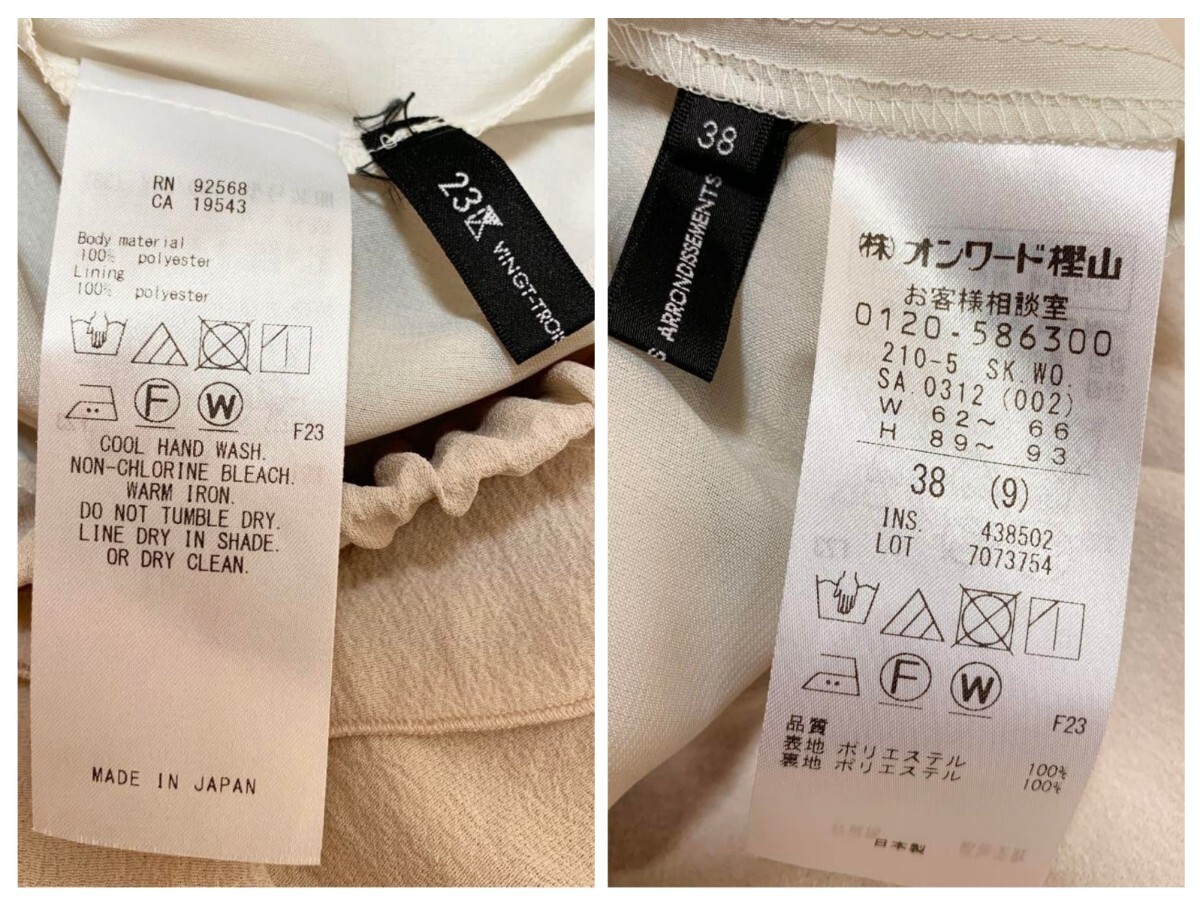 RN 92568
CA 19543
Body material
100% polyester
Lining
100% polyester
F
W
F23
COOL HAND WASH.
NON-CHLORINE BLEACH.
WARM IRON.
DO NOT TUMBLE DRY.
LINE DRY IN SHADE.
OR DRY CLEAN.
MADE IN JAPAN
23区
VINGT-TROI
38
S ARRONDISSEMENTS
(株)オンワード樫山
お客様相談室
0120-586300
210-5 SK.WO.
SA.0312 (002)
W 62~ 66
H 89~ 93
38 (9)
INS. 438502
LOT 7073754
F
W
F23
品質
表地 ポリエステル 100%
裏地 ポリエステル 100%
日本製